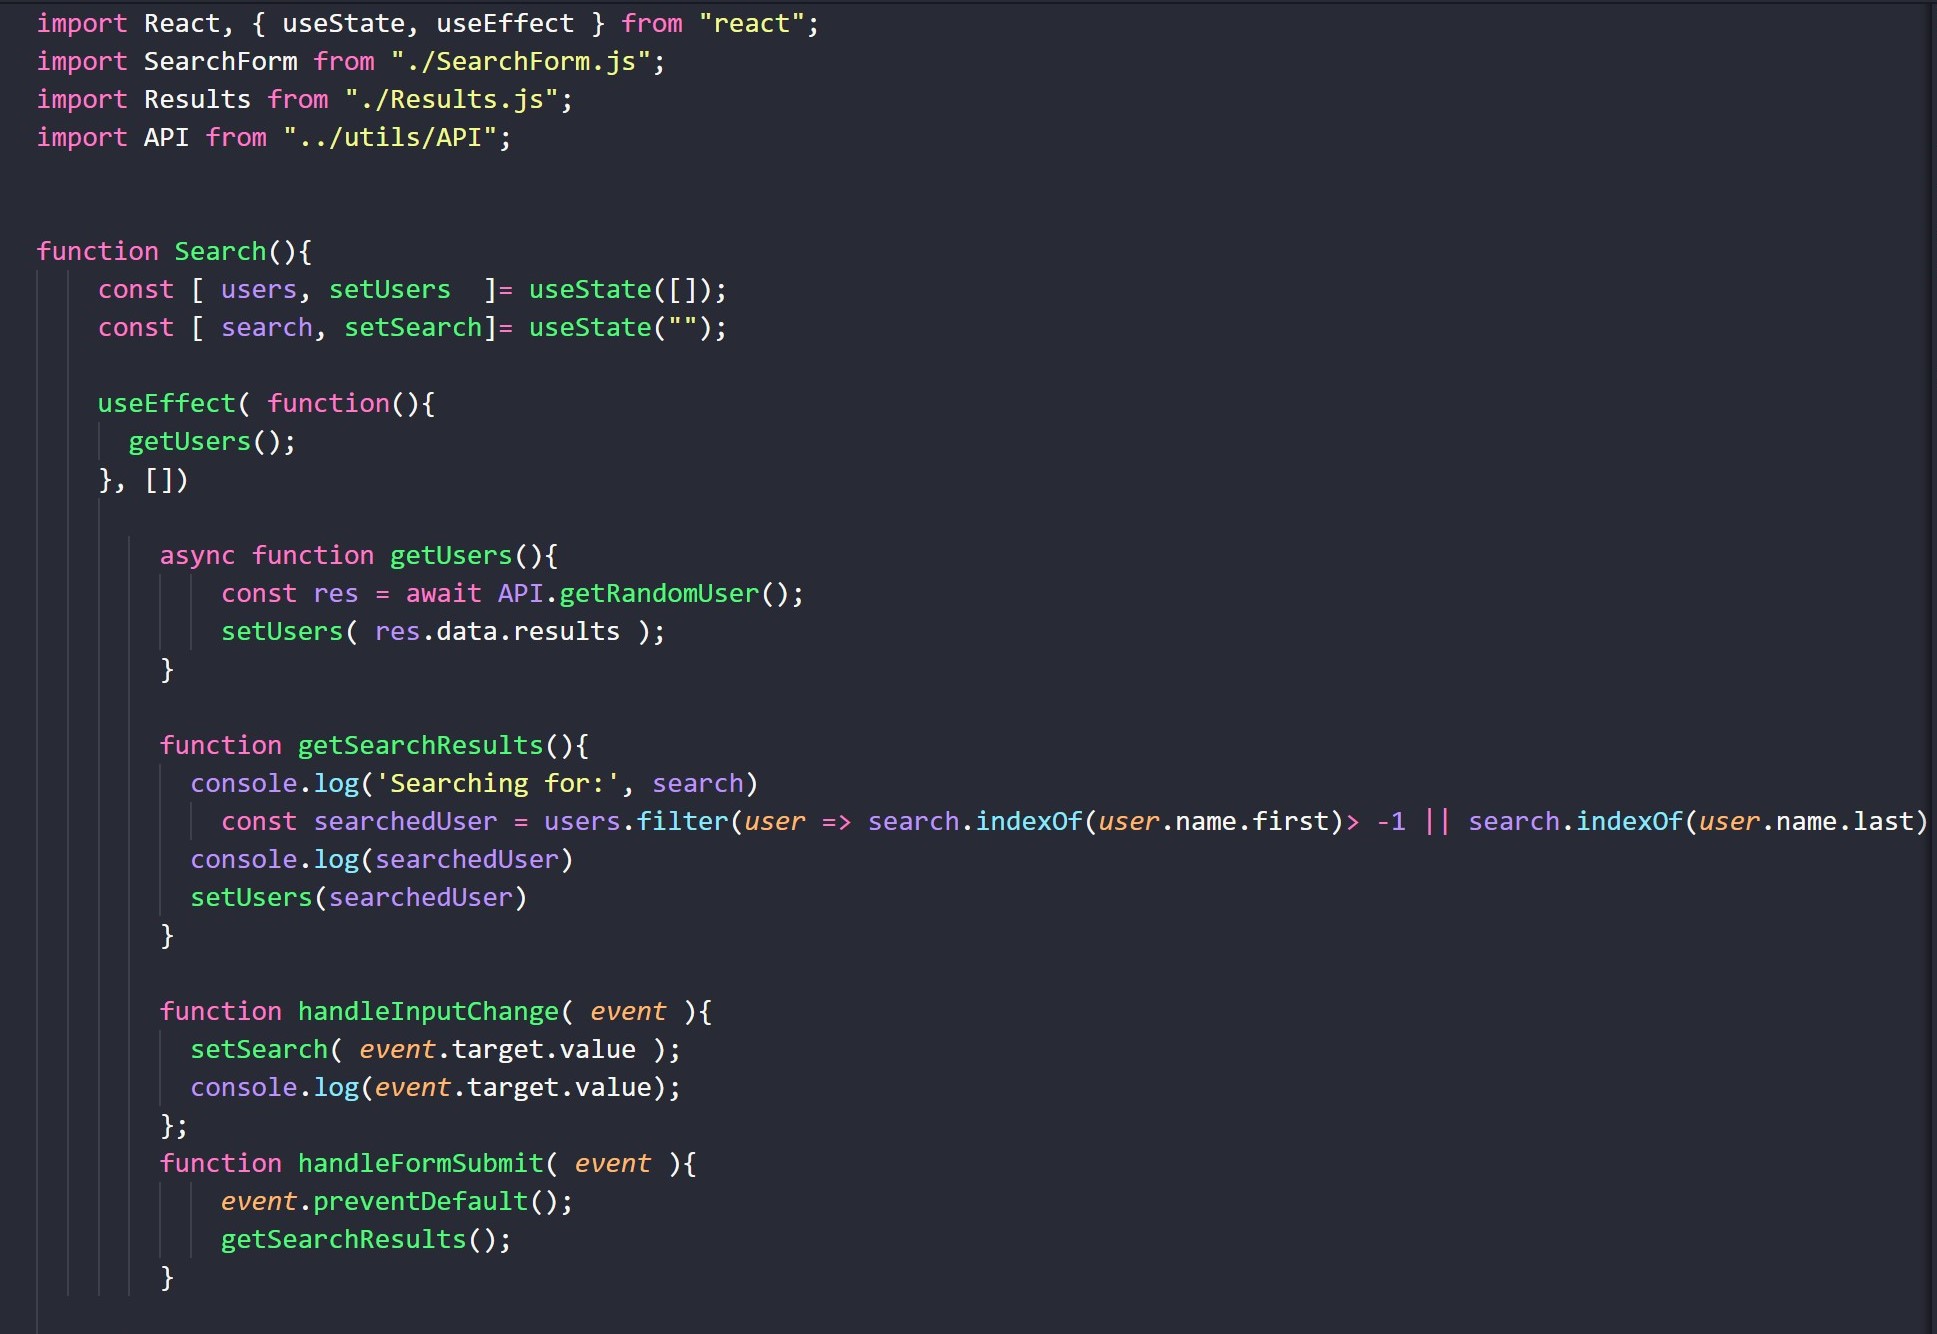 import React, { useState, useEffect } from "react";
import SearchForm from "./SearchForm.js";
import Results from "./Results.js";
import API from "../utils/API";
function Search(){
const [ users, setUsers  ]= useState([]);
const [ search, setSearch]= useState("");
useEffect( function(){
getUsers();
}, [])
async function getUsers(){
const res = await API.getRandomUser();
setUsers( res.data.results );
}
function getSearchResults(){
console.log('Searching for:', search)
const searchedUser = users.filter(user => search.indexOf(user.name.first)> -1 || search.indexOf(user.name.last)
console.log(searchedUser)
setUsers(searchedUser)
}
function handleInputChange( event ){
setSearch( event.target.value );
console.log(event.target.value);
};
function handleFormSubmit( event ){
event.preventDefault();
getSearchResults();
}